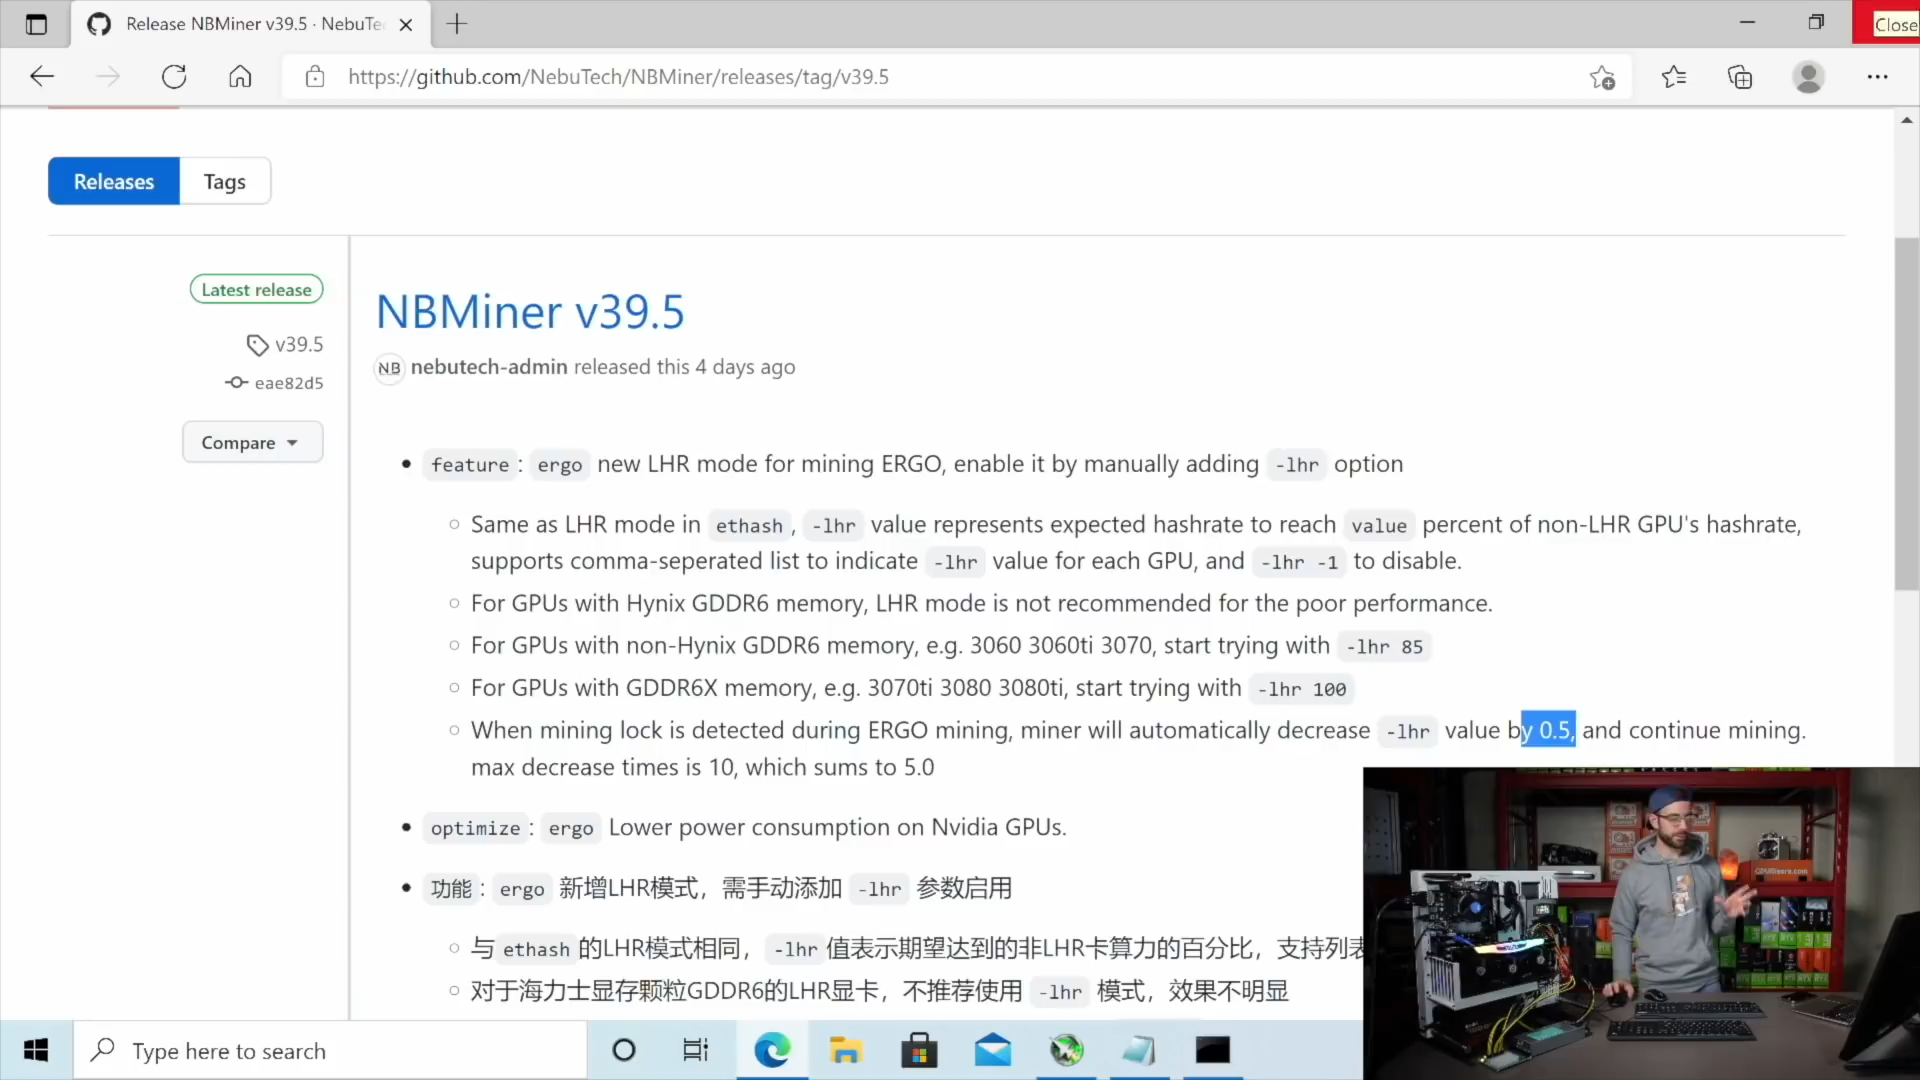 Release NBMiner v39.5 · NebuTe
Close
https://github.com/NebuTech/NBMiner/releases/tag/v39.5
Releases
Tags
Latest release
v39.5
eae82d5
Compare
NBMiner v39.5
NB nebutech-admin released this 4 days ago
feature : ergo new LHR mode for mining ERGO, enable it by manually adding -lhr option
Same as LHR mode in ethash, -lhr value represents expected hashrate to reach value percent of non-LHR GPU's hashrate,
supports comma-seperated list to indicate -lhr value for each GPU, and -lhr -1 to disable.
For GPUs with Hynix GDDR6 memory, LHR mode is not recommended for the poor performance.
For GPUs with non-Hynix GDDR6 memory, e.g. 3060 3060ti 3070, start trying with -lhr 85
For GPUs with GDDR6X memory, e.g. 3070ti 3080 3080ti, start trying with -lhr 100
When mining lock is detected during ERGO mining, miner will automatically decrease -lhr value by 0.5, and continue mining.
max decrease times is 10, which sums to 5.0
optimize : ergo Lower power consumption on Nvidia GPUs.
功能 : ergo 新增LHR模式，需手动添加 -lhr 参数启用
与 ethash 的LHR模式相同， -lhr 值表示期望达到的非LHR卡算力的百分比，支持列表
对于海力士显存颗粒GDDR6的LHR显卡，不推荐使用 -lhr 模式，效果不明显
Type here to search